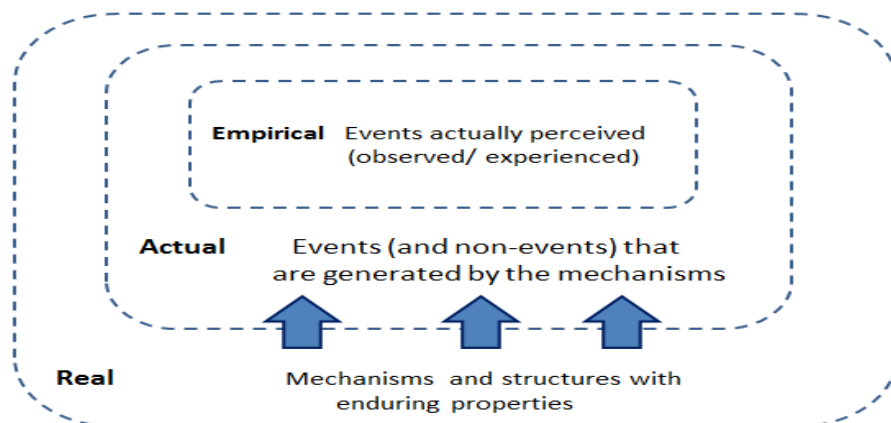 Empirical Events actually perceived
(observed/ experienced)
Actual Events (and non-events) that
are generated by the mechanisms
Real Mechanisms and structures with
enduring properties